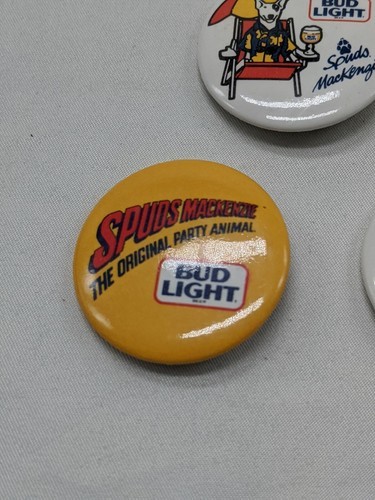 BUD
LIGHT.
Spuds
MacKenzie
SPUDS MACKENZIE
THE ORIGINAL PARTY ANIMAL
BUD
LIGHT.